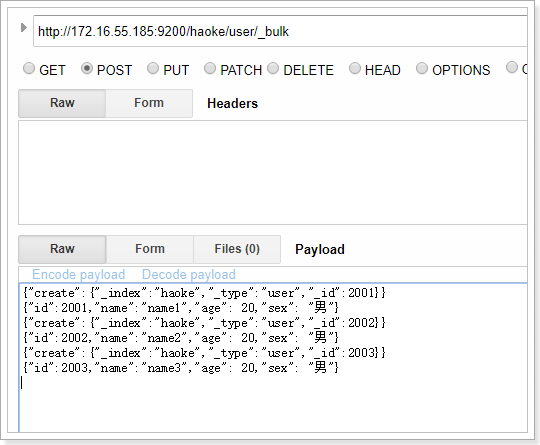 http://172.16.55.185:9200/haoke/user/_bulk
GET POST PUT PATCH DELETE HEAD OPTIONS
Raw Form Headers
Raw Form Files (0) Payload
Encode payload Decode payload
{"create":{"_index":"haoke","_type":"user","_id":2001}}
{"id":2001,"name":"name1","age": 20,"sex": "男"}
{"create":{"_index":"haoke","_type":"user","_id":2002}}
{"id":2002,"name":"name2","age": 20,"sex": "男"}
{"create":{"_index":"haoke","_type":"user","_id":2003}}
{"id":2003,"name":"name3","age": 20,"sex": "男"}